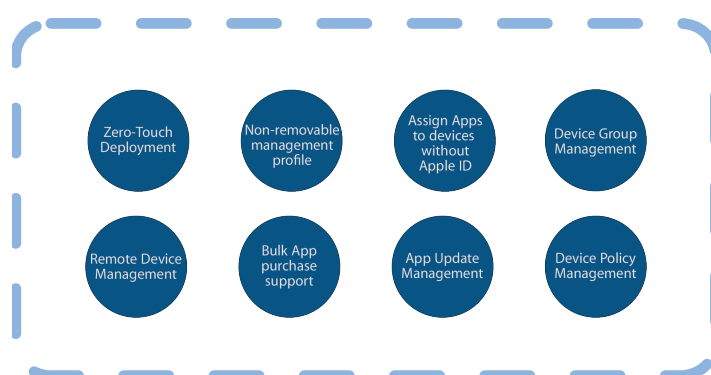 Zero-Touch
Deployment
Non-removable
management
profile
Assign Apps
to devices
without
Apple ID
Device Group
Management
Remote Device
Management
Bulk App
purchase
support
App Update
Management
Device Policy
Management